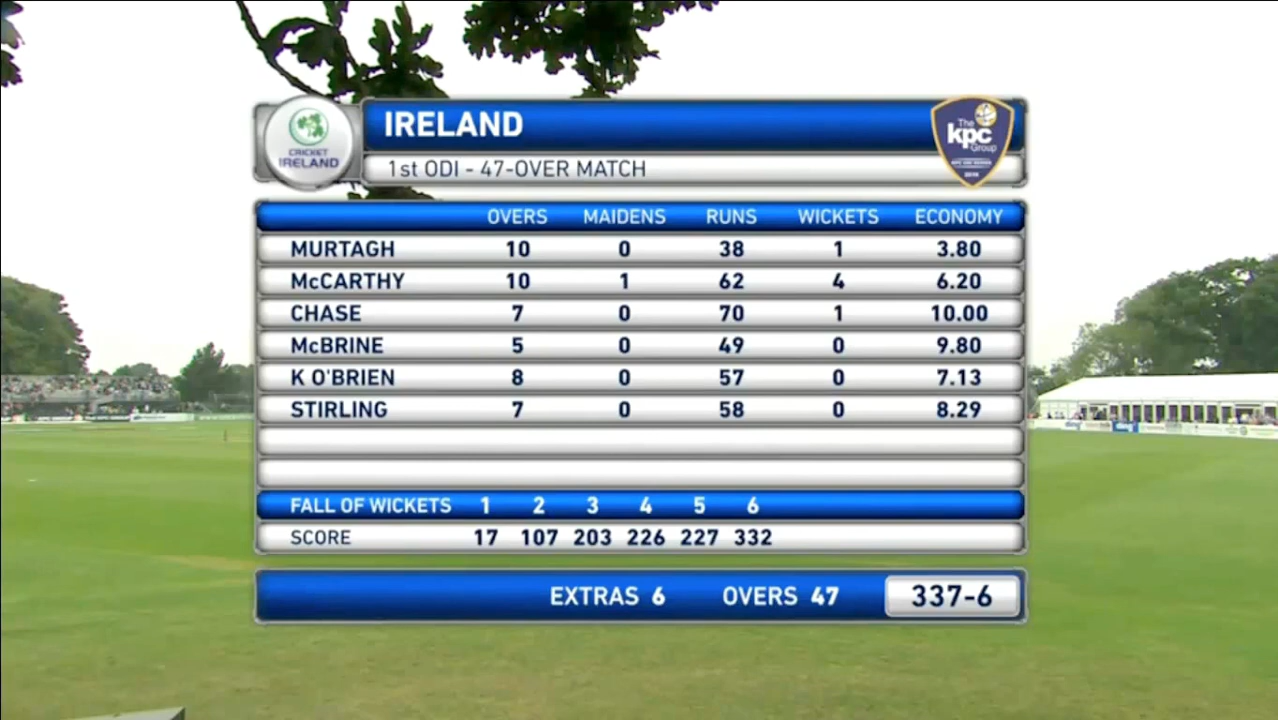 IRELAND
1st ODI - 47-OVER MATCH
CRICKET
IRELAND
The
kpc
Group
OVERS MAIDENS RUNS WICKETS ECONOMY
MURTAGH 10 0 38 1 3.80
McCARTHY 10 1 62 4 6.20
CHASE 7 0 70 1 10.00
McBRINE 5 0 49 0 9.80
K O'BRIEN 8 0 57 0 7.13
STIRLING 7 0 58 0 8.29
FALL OF WICKETS 1 2 3 4 5 6
SCORE 17 107 203 226 227 332
EXTRAS 6 OVERS 47 337-6